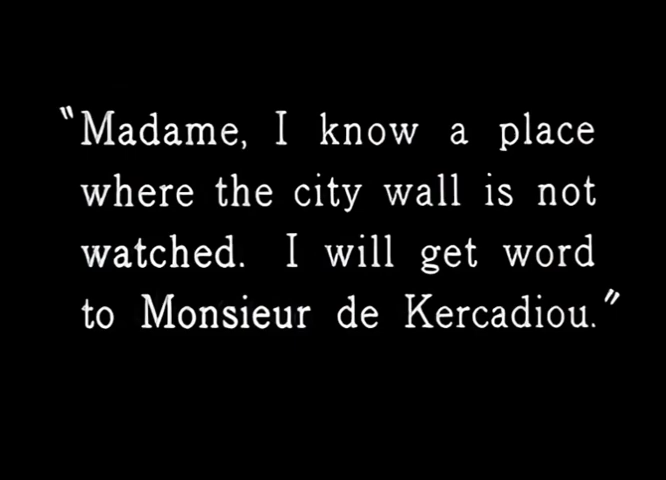 "Madame, I know a place
where the city wall is not
watched. I will get word
to Monsieur de Kercadiou."